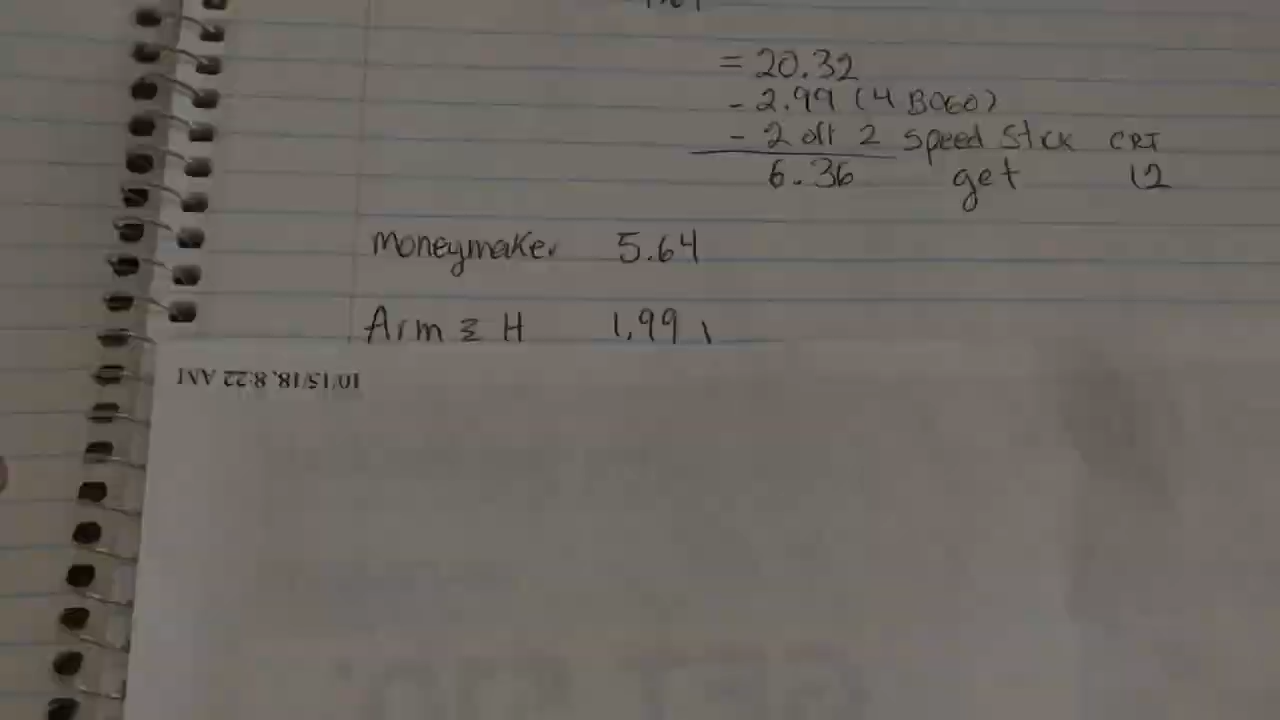 = 20.32
- 2.99 (4 BOGO)
- 2 off 2 Speed Stick CRT
6.36 get 12
moneymaker 5.64
Arm & H 1.99
10/15/18, 8:22 AM